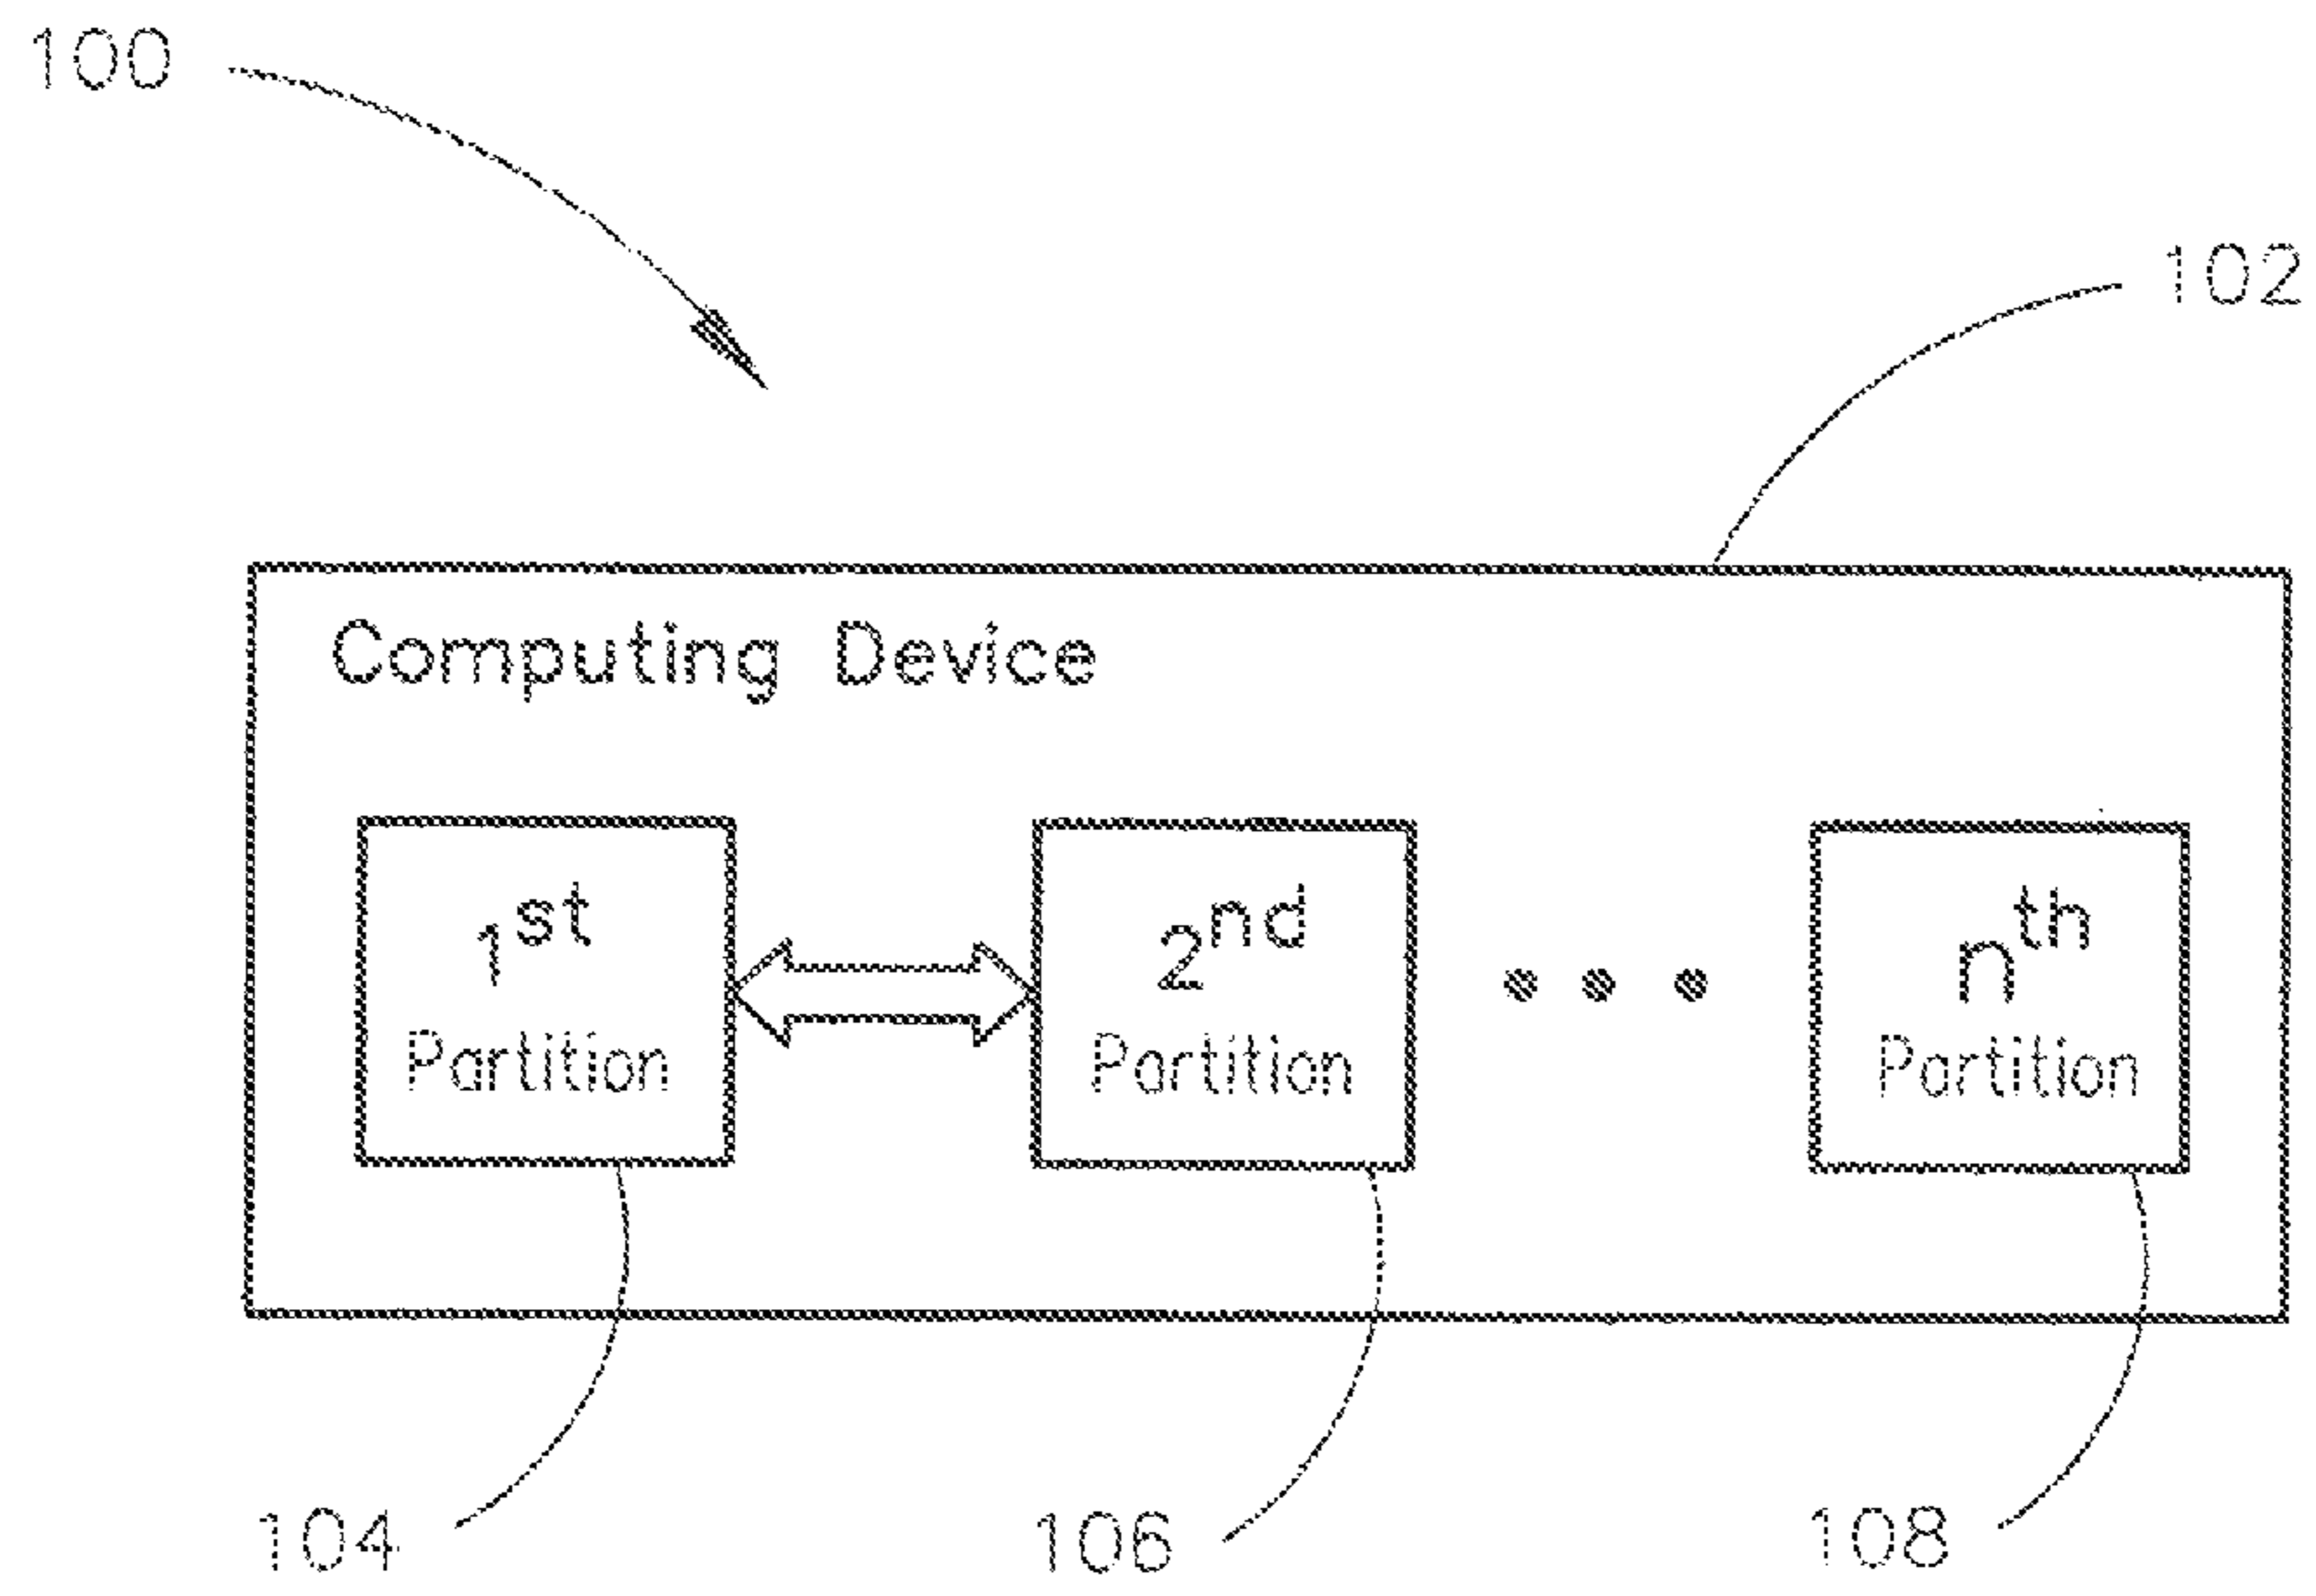 100
102
Computing Device
1st
Partition
2nd
Partition
nth
Partition
104
106
108